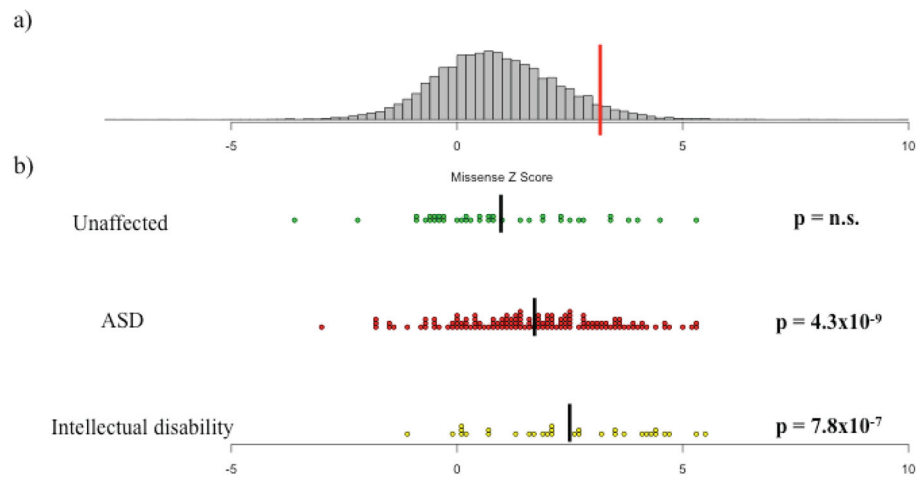 a)
-5 0 5 10
b)
Missense Z Score
Unaffected p = n.s.
ASD p = 4.3x10-9
Intellectual disability p = 7.8x10-7
-5 0 5 10